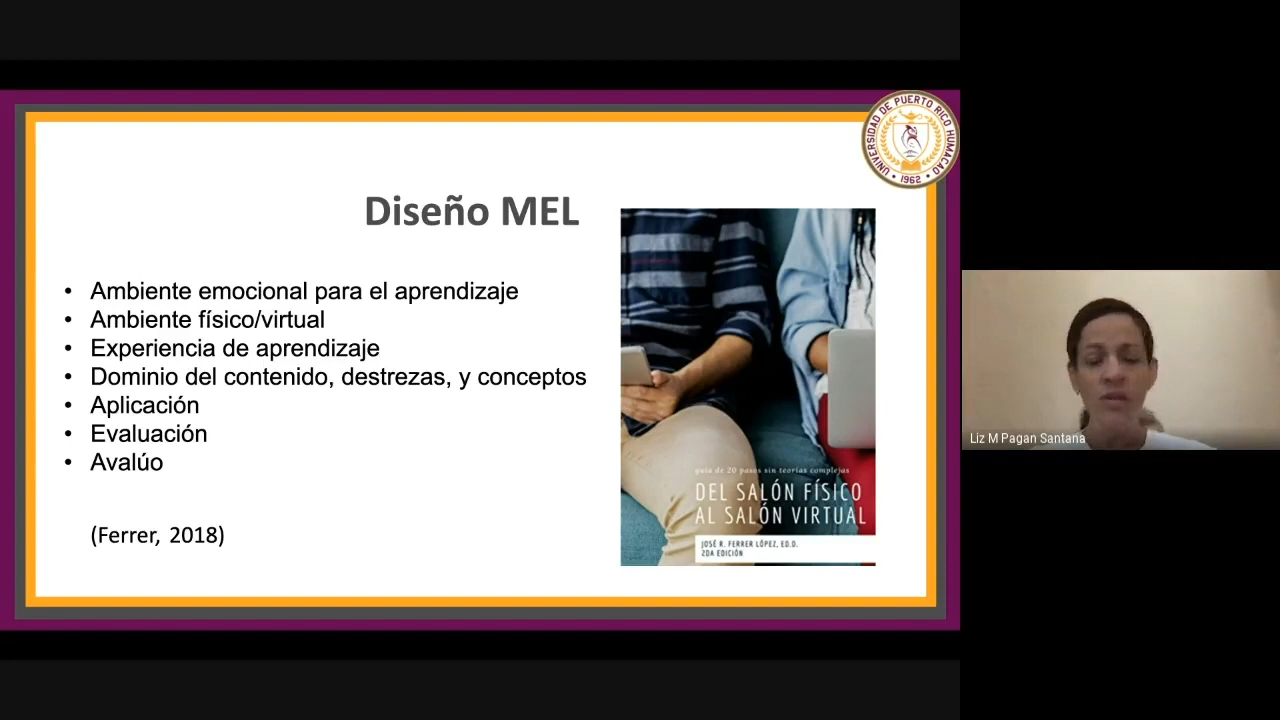 UNIVERSIDAD DE PUERTO RICO HUMACAO
• 1962 •
Diseño MEL
• Ambiente emocional para el aprendizaje
• Ambiente físico/virtual
• Experiencia de aprendizaje
• Dominio del contenido, destrezas, y conceptos
• Aplicación
• Evaluación
• Avalúo
(Ferrer, 2018)
guía de 20 pasos sin teorías complejas
DEL SALÓN FÍSICO
AL SALÓN VIRTUAL
JOSÉ R. FERRER LÓPEZ, ED.D.
2DA EDICIÓN
Liz M Pagan Santana